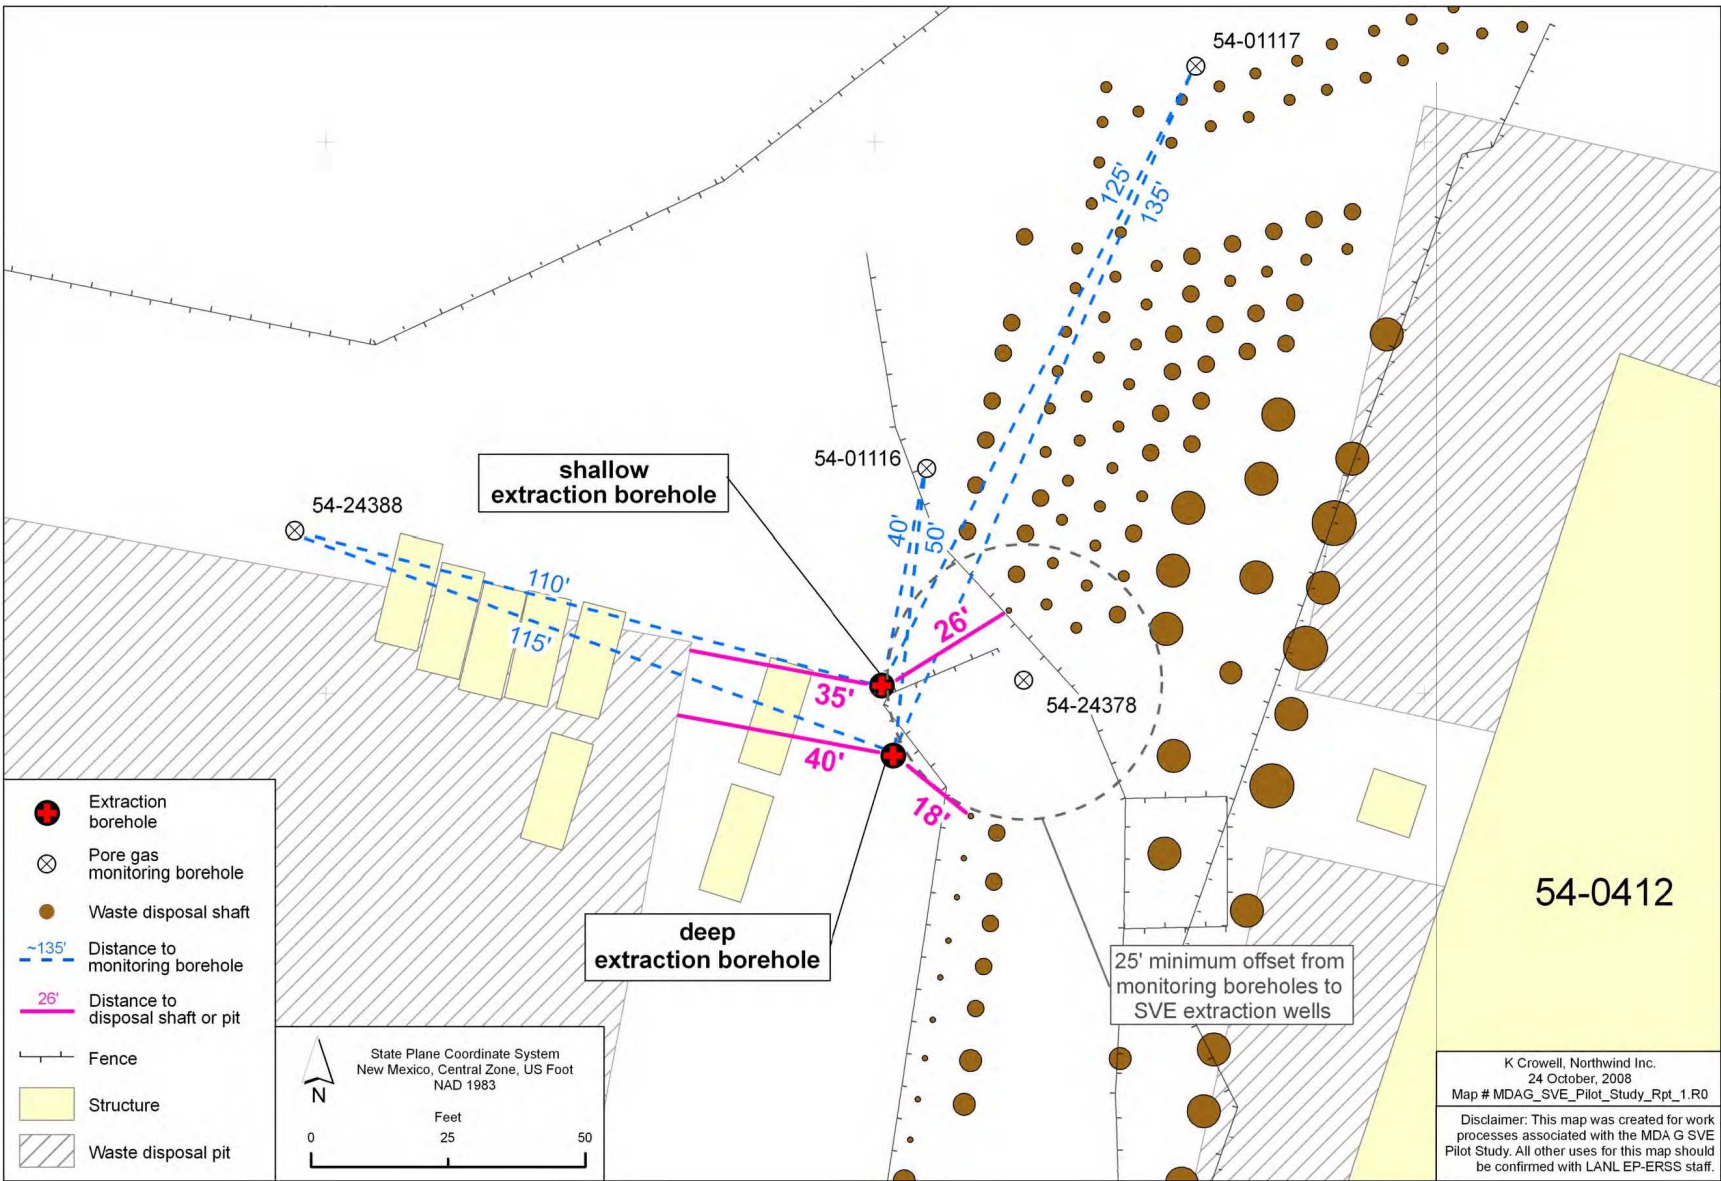 54-01117
125'
135'
54-01116
shallow
extraction borehole
54-24388
40'
50'
110'
115'
26'
35'
54-24378
40'
18'
54-0412
deep
extraction borehole
25' minimum offset from
monitoring boreholes to
SVE extraction wells
Extraction
borehole
Pore gas
monitoring borehole
Waste disposal shaft
~135'
Distance to
monitoring borehole
26'
Distance to
disposal shaft or pit
Fence
Structure
Waste disposal pit
N
State Plane Coordinate System
New Mexico, Central Zone, US Foot
NAD 1983
Feet
0 25 50
K Crowell, Northwind Inc.
24 October, 2008
Map # MDAG_SVE_Pilot_Study_Rpt_1.R0
Disclaimer: This map was created for work
processes associated with the MDA G SVE
Pilot Study. All other uses for this map should
be confirmed with LANL EP-ERSS staff.